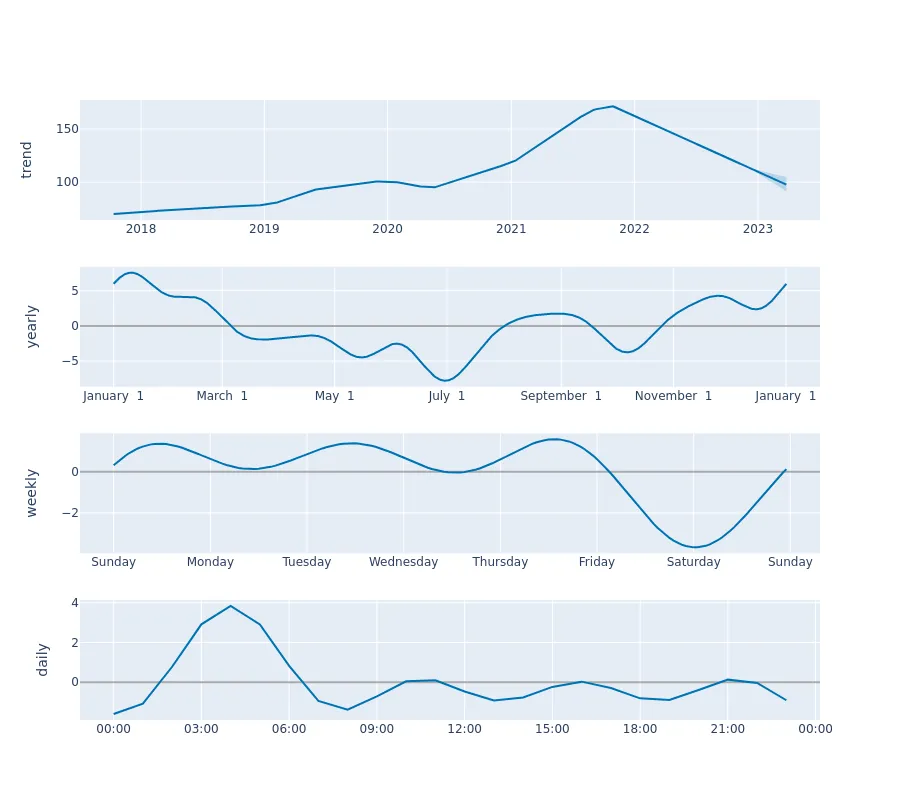 trend
150
100
2018 2019 2020 2021 2022 2023
yearly
5
0
−5
January 1 March 1 May 1 July 1 September 1 November 1 January 1
weekly
0
−2
Sunday Monday Tuesday Wednesday Thursday Friday Saturday Sunday
daily
4
2
0
00:00 03:00 06:00 09:00 12:00 15:00 18:00 21:00 00:00